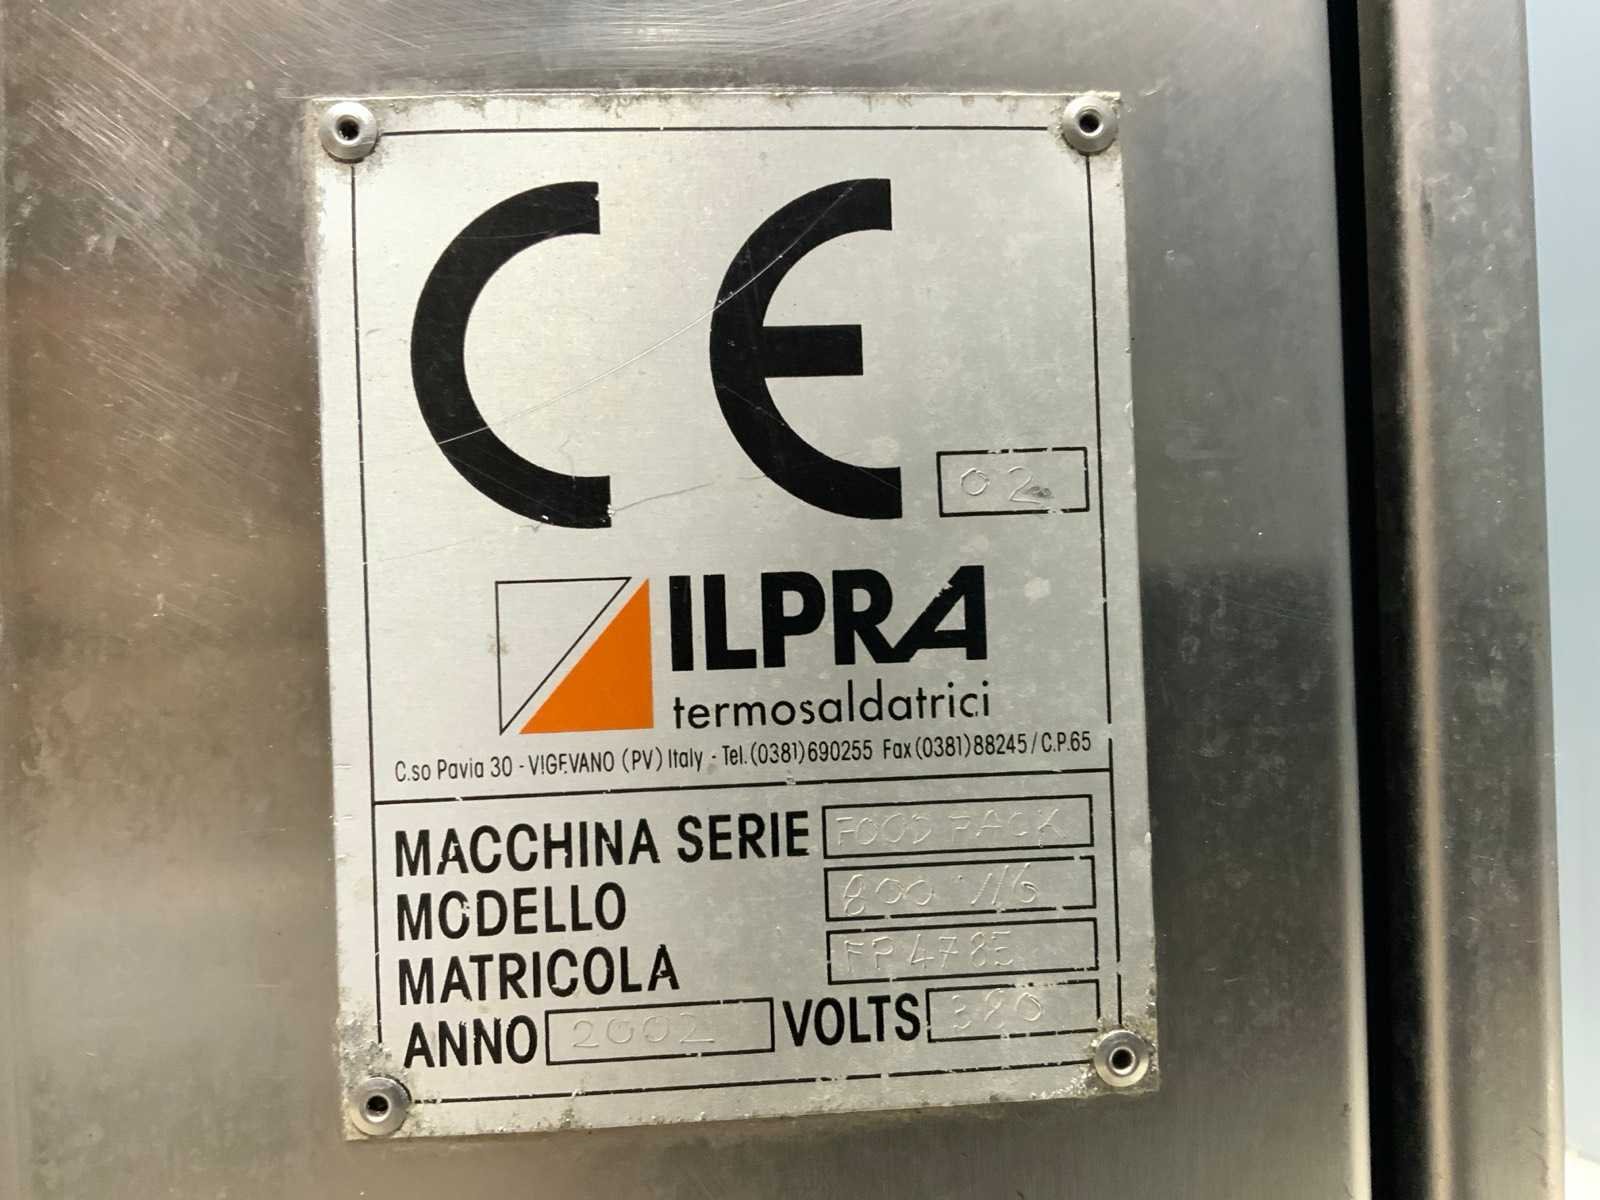 CE
02
ILPRA
termosaldatrici
C.so Pavia 30 - VIGEVANO (PV) Italy - Tel. (0381) 690255 Fax (0381) 88245 / C.P. 65
MACCHINA SERIE FOOD PACK
MODELLO 800 V/G
MATRICOLA FP 4785
ANNO 2002 VOLTS 380